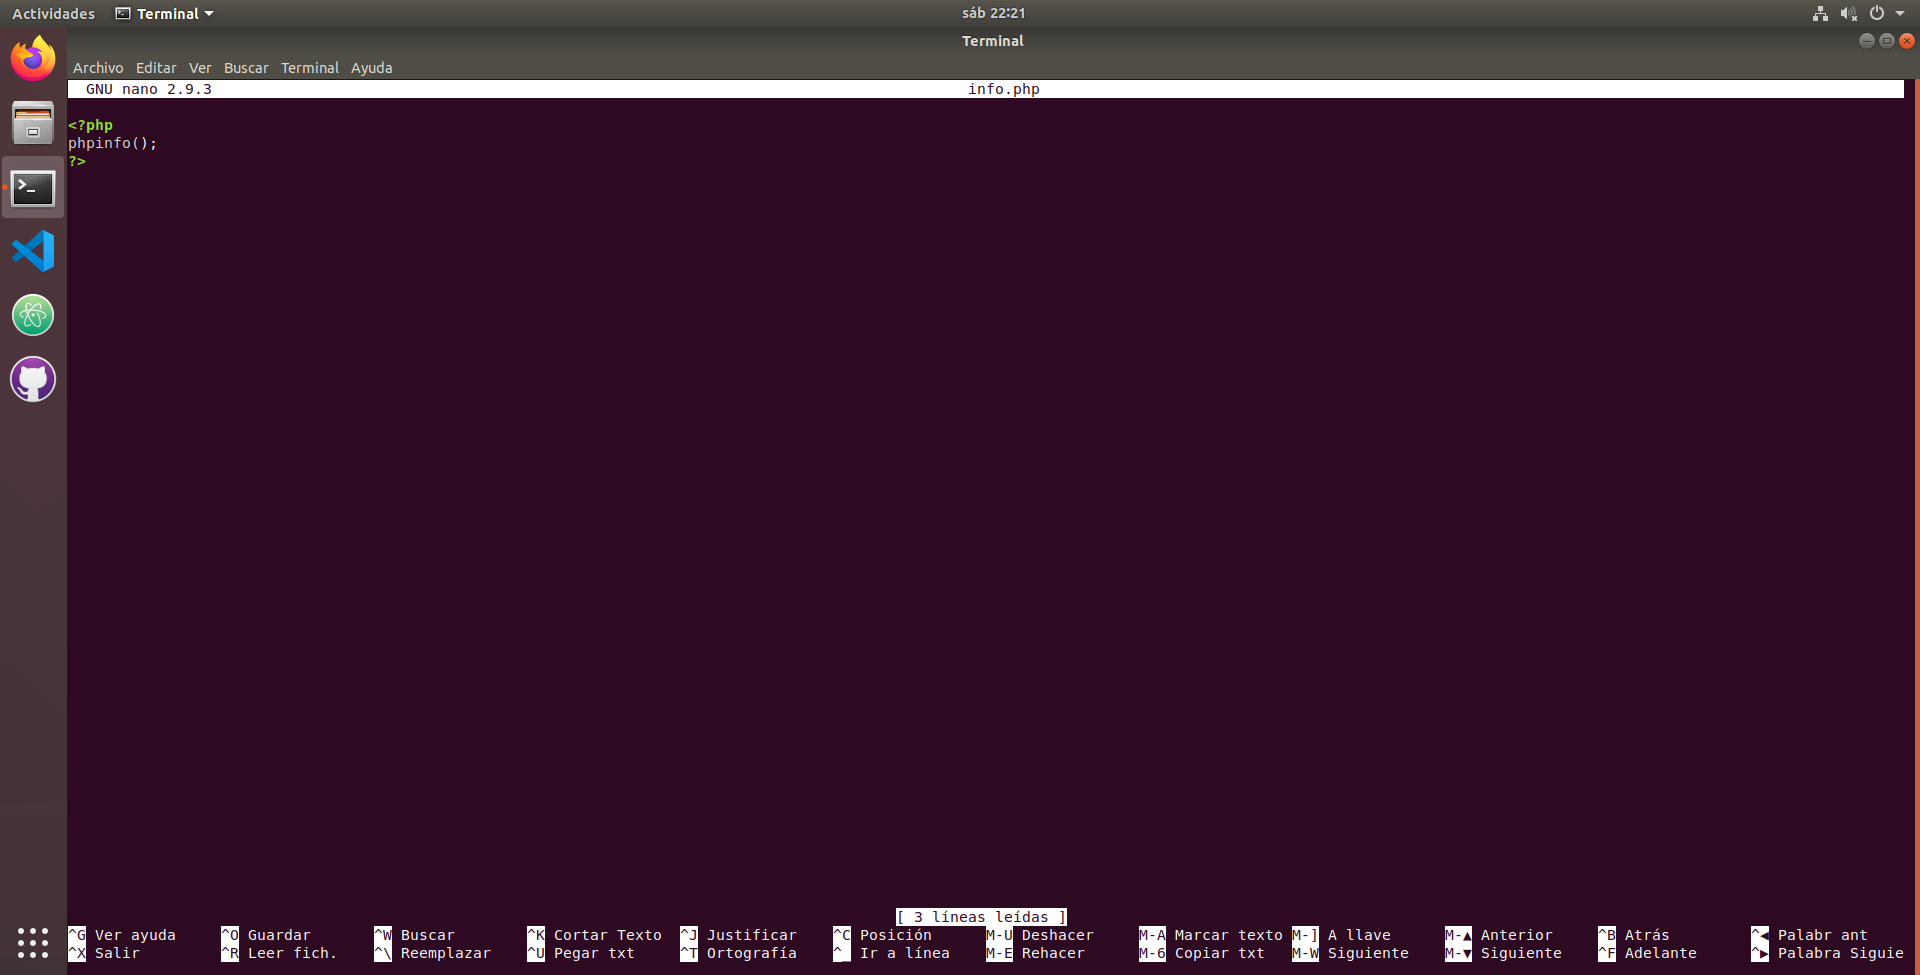 Actividades Terminal sáb 22:21
Terminal
Archivo Editar Ver Buscar Terminal Ayuda
GNU nano 2.9.3 info.php
<?php
phpinfo();
?>
[ 3 líneas leídas ]
^G Ver ayuda ^O Guardar ^W Buscar ^K Cortar Texto ^J Justificar ^C Posición M-U Deshacer M-A Marcar texto M-] A llave M-▲ Anterior ^B Atrás ^◀ Palabr ant
^X Salir ^R Leer fich. ^\ Reemplazar ^U Pegar txt ^T Ortografía ^_ Ir a línea M-E Rehacer M-6 Copiar txt M-W Siguiente M-▼ Siguiente ^F Adelante ^▶ Palabra Siguie